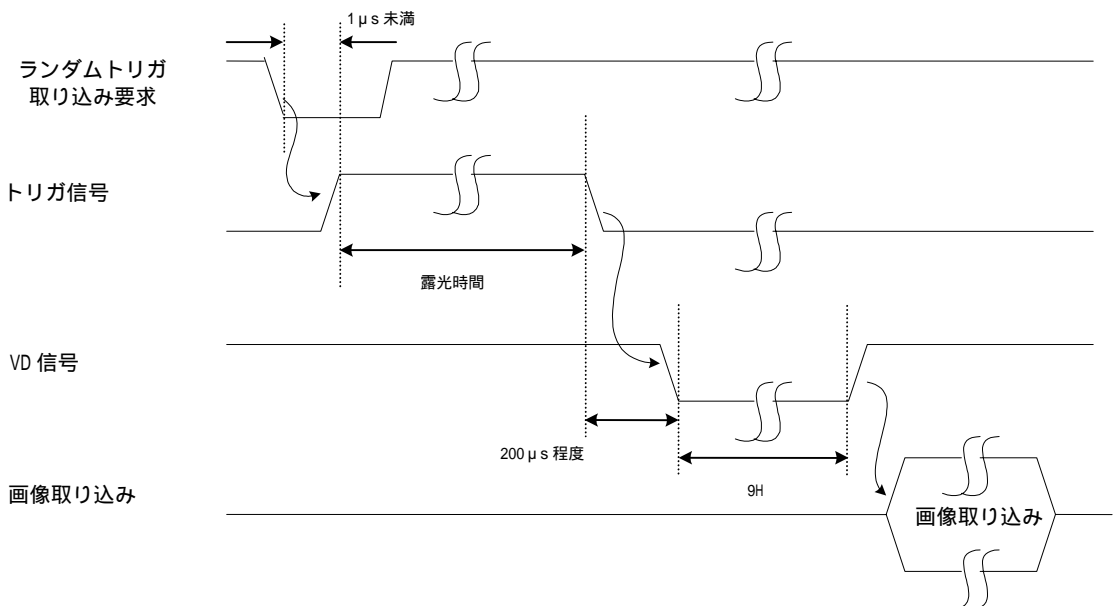 1μs未満
ランダムトリガ
取り込み要求
トリガ信号
露光時間
VD 信号
200μs程度
9H
画像取り込み
画像取り込み